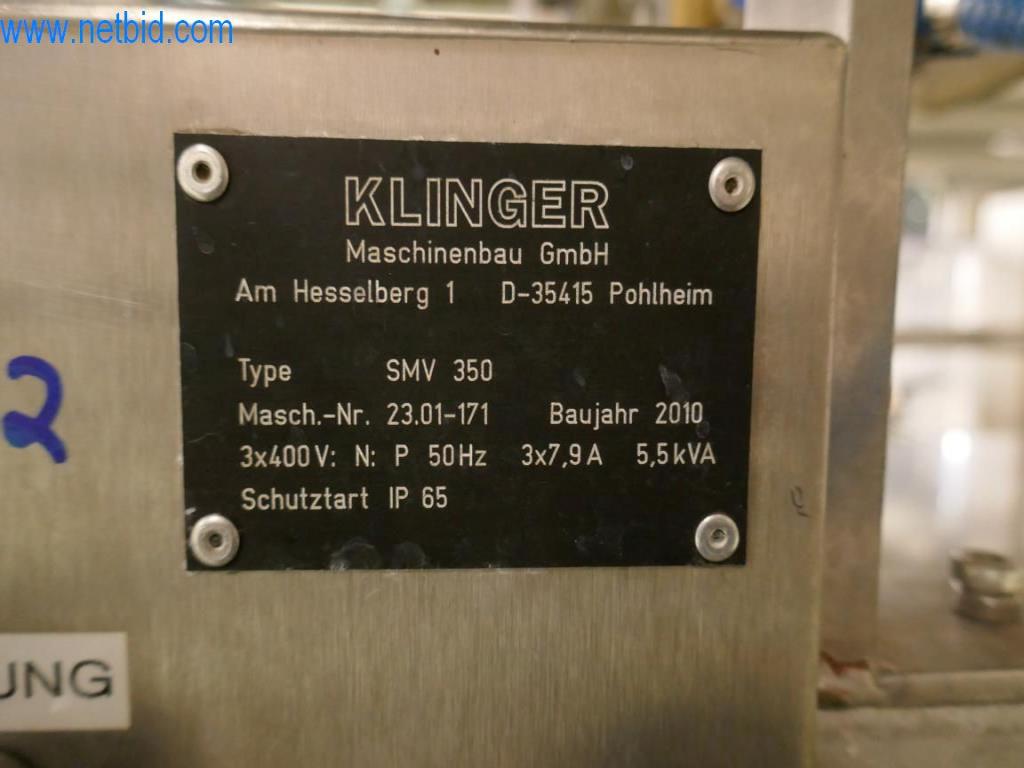 www.netbid.com
KLINGER
Maschinenbau GmbH
Am Hesselberg 1 D-35415 Pohlheim
Type SMV 350
Masch.-Nr. 23.01-171 Baujahr 2010
3x400V: N: P 50Hz 3x7,9A 5,5kVA
Schutztart IP 65
2
UNG